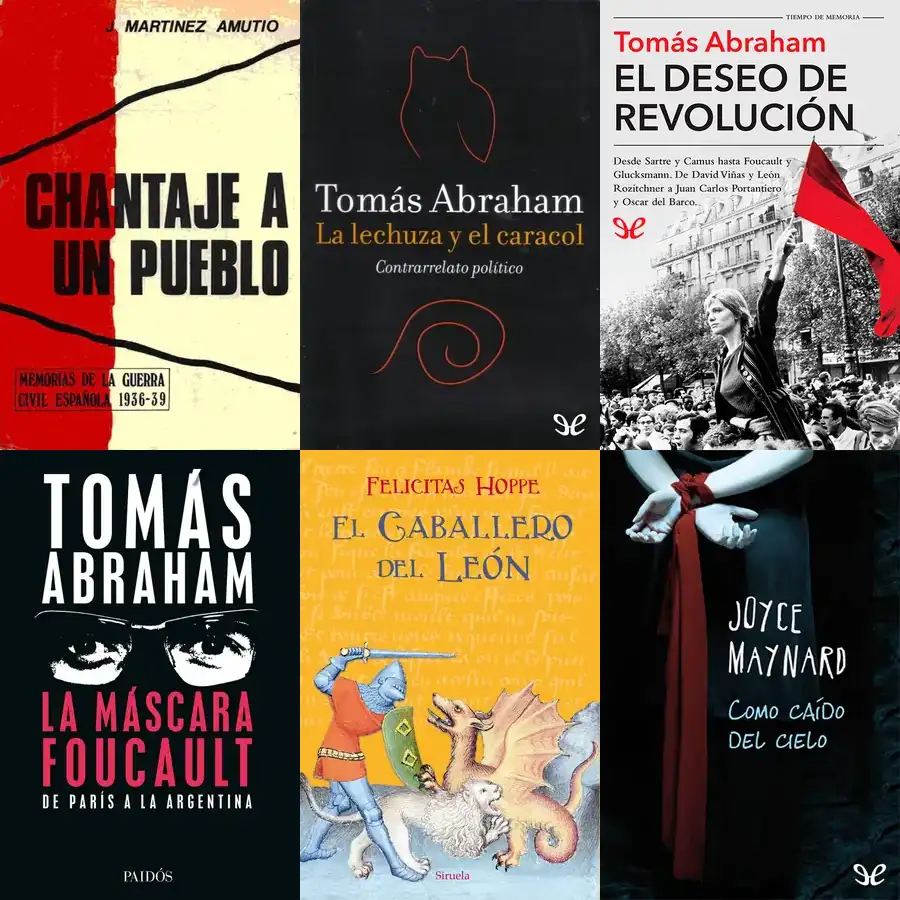 J. MARTINEZ AMUTIO
CHANTAJE A
UN PUEBLO
MEMORIAS DE LA GUERRA
CIVIL ESPAÑOLA 1936-39
Tomás Abraham
La lechuza y el caracol
Contrarrelato político
TIEMPO DE MEMORIA
Tomás Abraham
EL DESEO DE
REVOLUCIÓN
Desde Sartre y Camus hasta Foucault y
Glucksmann. De David Viñas y León
Rozitchner a Juan Carlos Portantiero
y Oscar del Barco.
TOMÁS
ABRAHAM
LA MÁSCARA
FOUCAULT
DE PARÍS A LA ARGENTINA
PAIDÓS
FELICITAS HOPPE
EL CABALLERO
DEL LEÓN
Siruela
JOYCE
MAYNARD
COMO CAÍDO
DEL CIELO